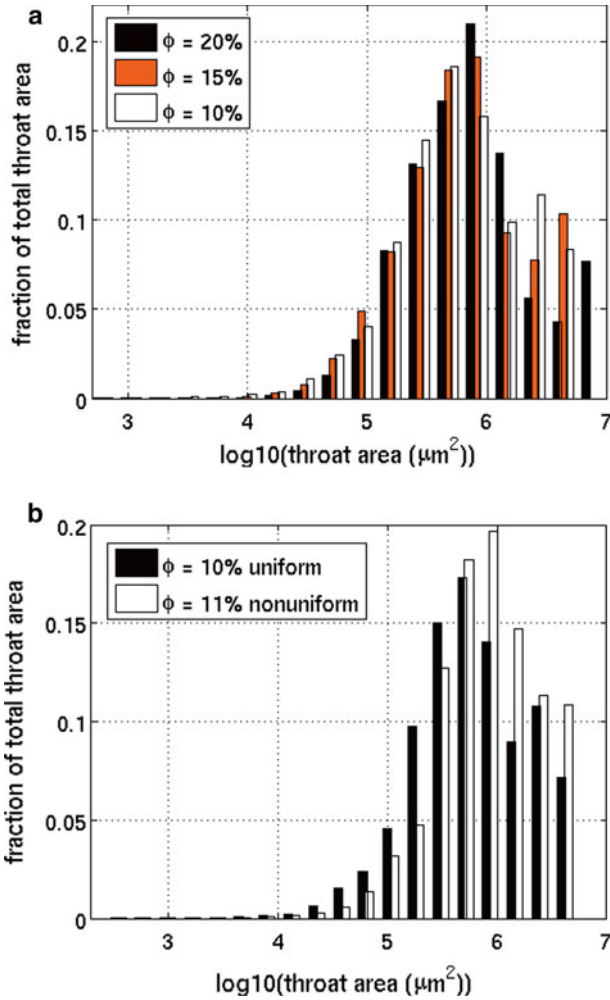 a
φ = 20%
φ = 15%
φ = 10%
0.2
0.15
0.1
0.05
0
fraction of total throat area
3 4 5 6 7
log10(throat area (μm²))
b
φ = 10% uniform
φ = 11% nonuniform
0.2
0.15
0.1
0.05
0
fraction of total throat area
3 4 5 6 7
log10(throat area (μm²))